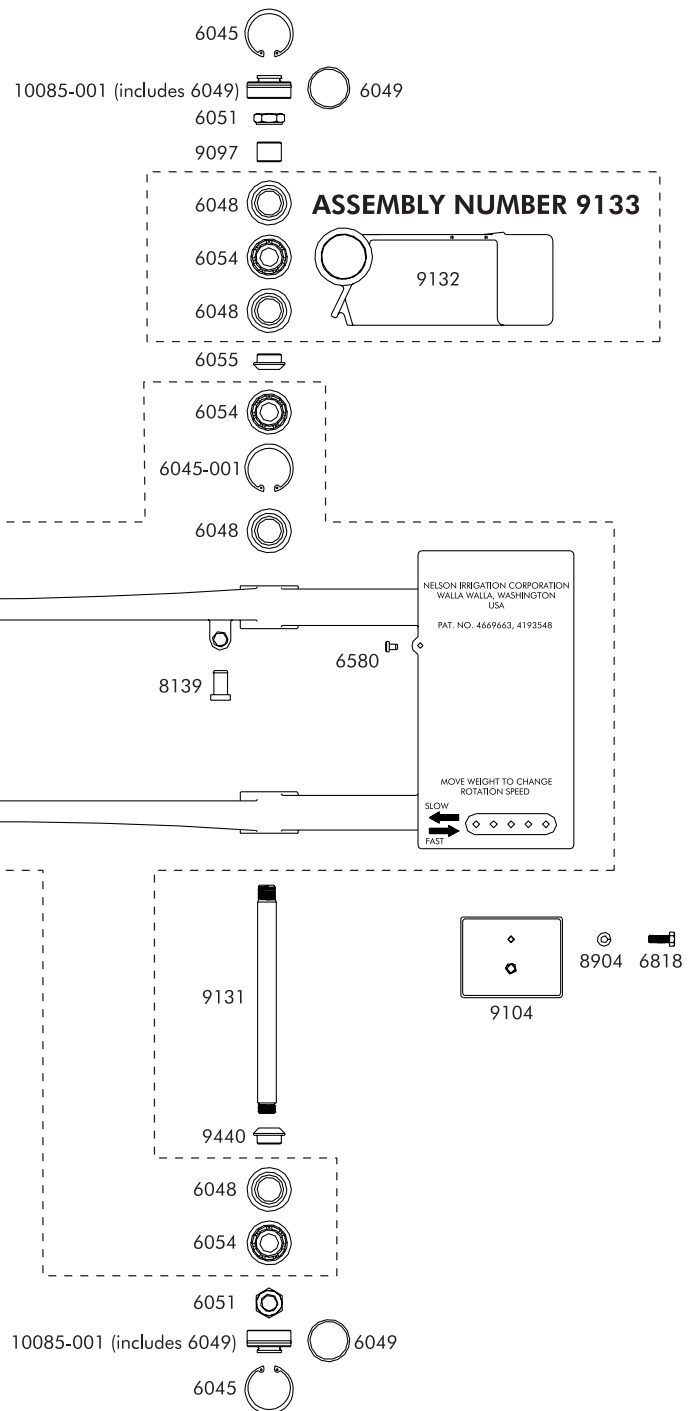 6045
10085-001 (includes 6049)
6049
6051
9097
6048
ASSEMBLY NUMBER 9133
6054
9132
6048
6055
6054
6045-001
6048
NELSON IRRIGATION CORPORATION
WALLA WALLA, WASHINGTON
USA
PAT. NO. 4669663, 4193548
6580
8139
MOVE WEIGHT TO CHANGE
ROTATION SPEED
SLOW
FAST
8904
6818
9131
9104
9440
6048
6054
6051
10085-001 (includes 6049)
6049
6045